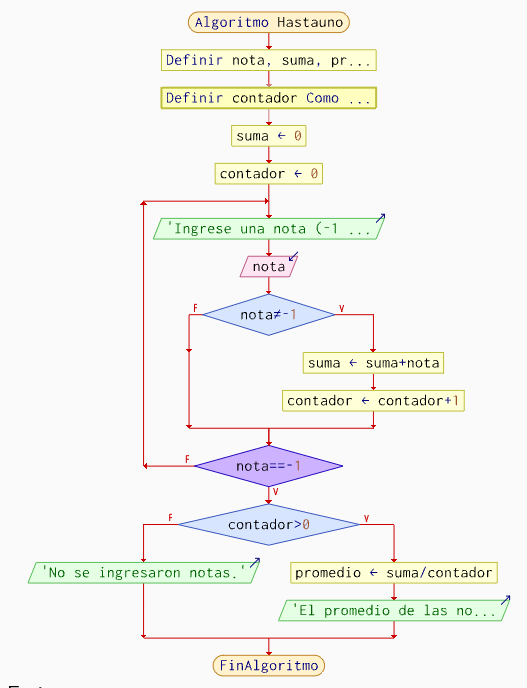 Algoritmo Hastauno
Definir nota, suma, pr...
Definir contador Como ...
suma ← 0
contador ← 0
'Ingrese una nota (-1 ...
nota
nota≠-1
F
V
suma ← suma+nota
contador ← contador+1
nota==-1
F
V
contador>0
F
V
'No se ingresaron notas.'
promedio ← suma/contador
'El promedio de las no...
FinAlgoritmo